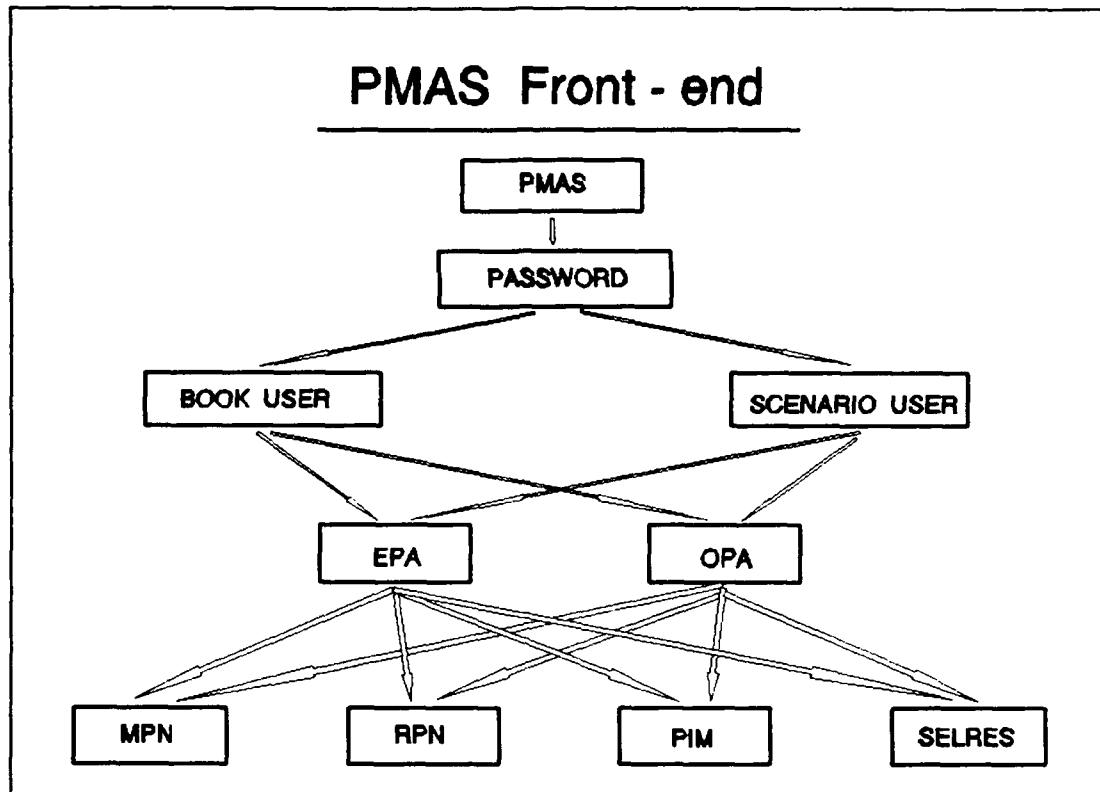 PMAS Front - end
PMAS
PASSWORD
BOOK USER
SCENARIO USER
EPA
OPA
MPN
RPN
PIM
SELRES